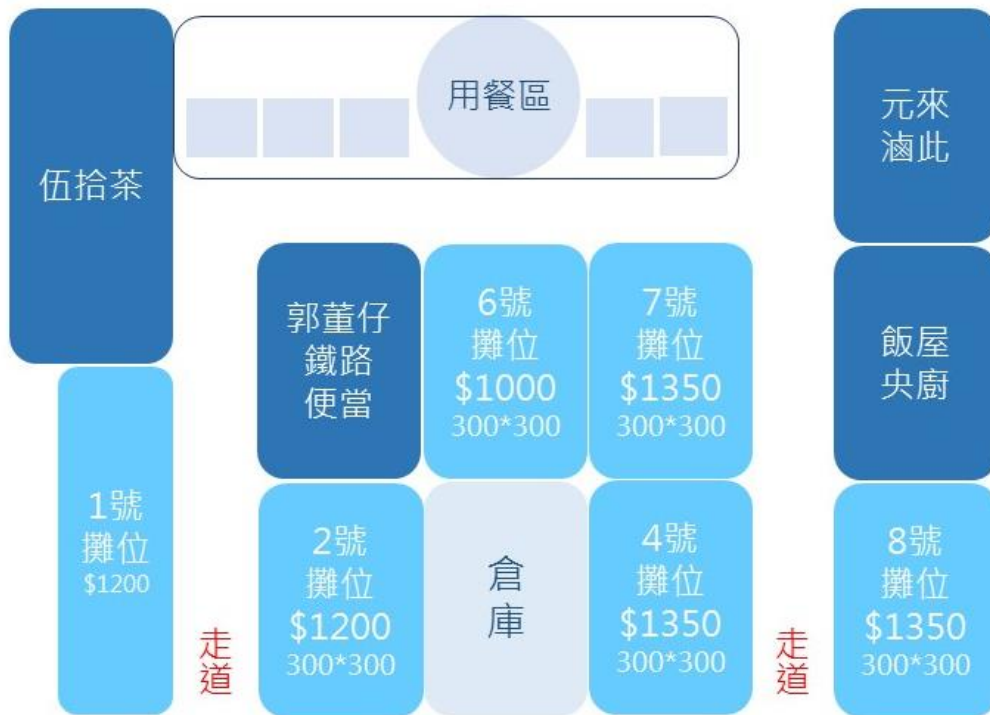 伍拾茶
用餐區
元來
滷此
郭董仔
鐵路
便當
6號
攤位
$1000
300*300
7號
攤位
$1350
300*300
飯屋
央廚
1號
攤位
$1200
走道
2號
攤位
$1200
300*300
倉庫
4號
攤位
$1350
300*300
走道
8號
攤位
$1350
300*300